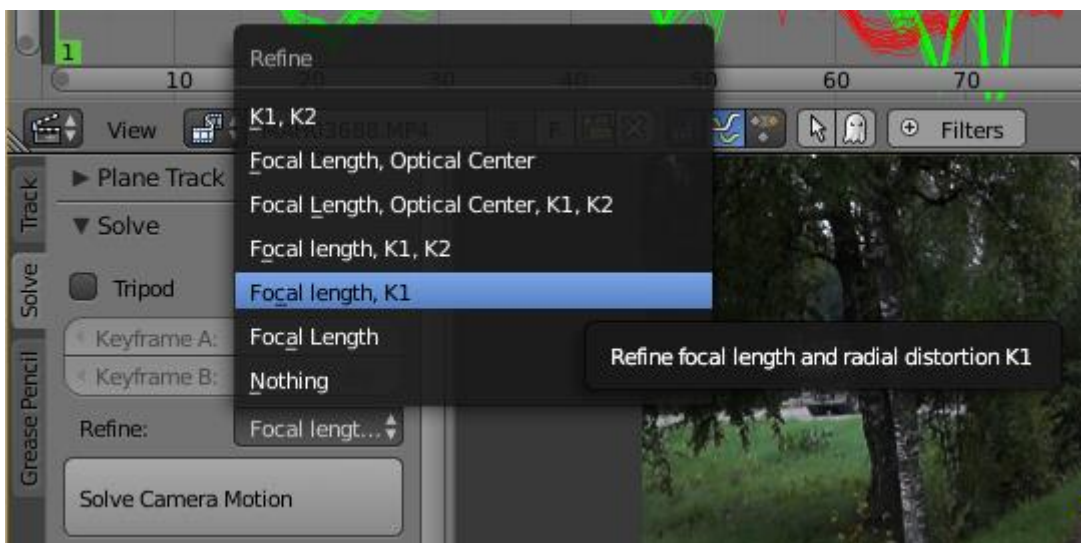 1
10
30
40
50
60
70
Refine
K1, K2
Focal Length, Optical Center
Focal Length, Optical Center, K1, K2
Focal length, K1, K2
Focal length, K1
Focal Length
Nothing
View
F
Filters
Track
Solve
Grease Pencil
Plane Track
Solve
Tripod
Keyframe A:
Keyframe B:
Refine:
Focal lengt...
Solve Camera Motion
Refine focal length and radial distortion K1